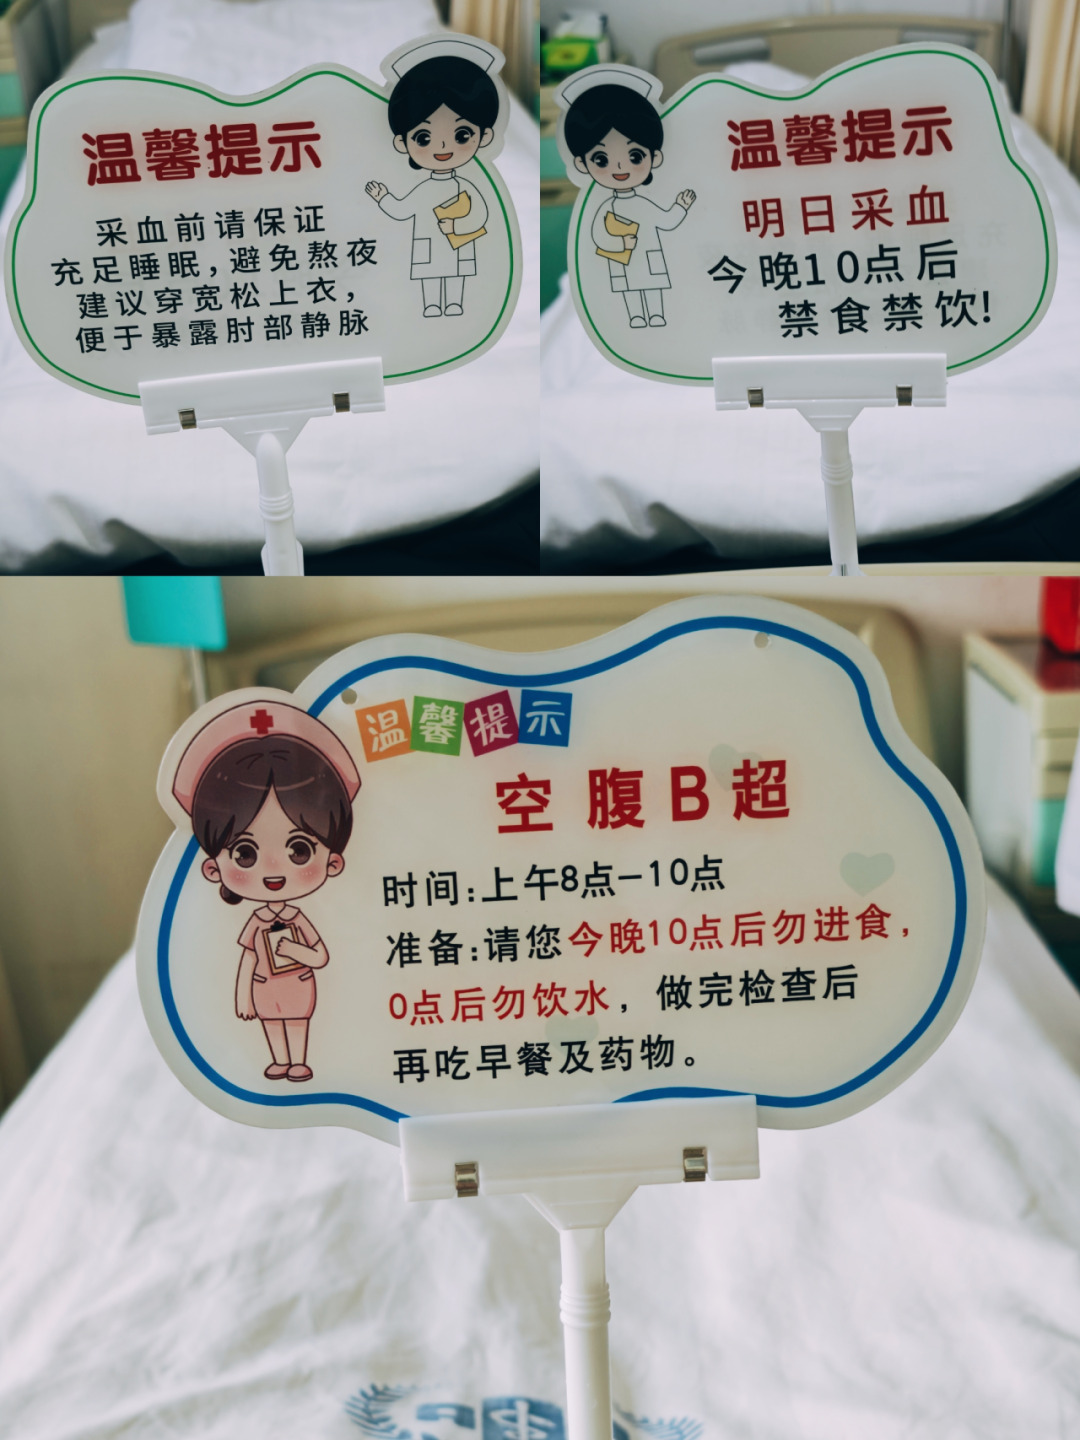 温馨提示
采血前请保证
充足睡眠，避免熬夜
建议穿宽松上衣，
便于暴露肘部静脉
温馨提示
明日采血
今晚10点后
禁食禁饮!
温馨提示
空腹B超
时间:上午8点-10点
准备:请您今晚10点后勿进食，
0点后勿饮水，做完检查后
再吃早餐及药物。